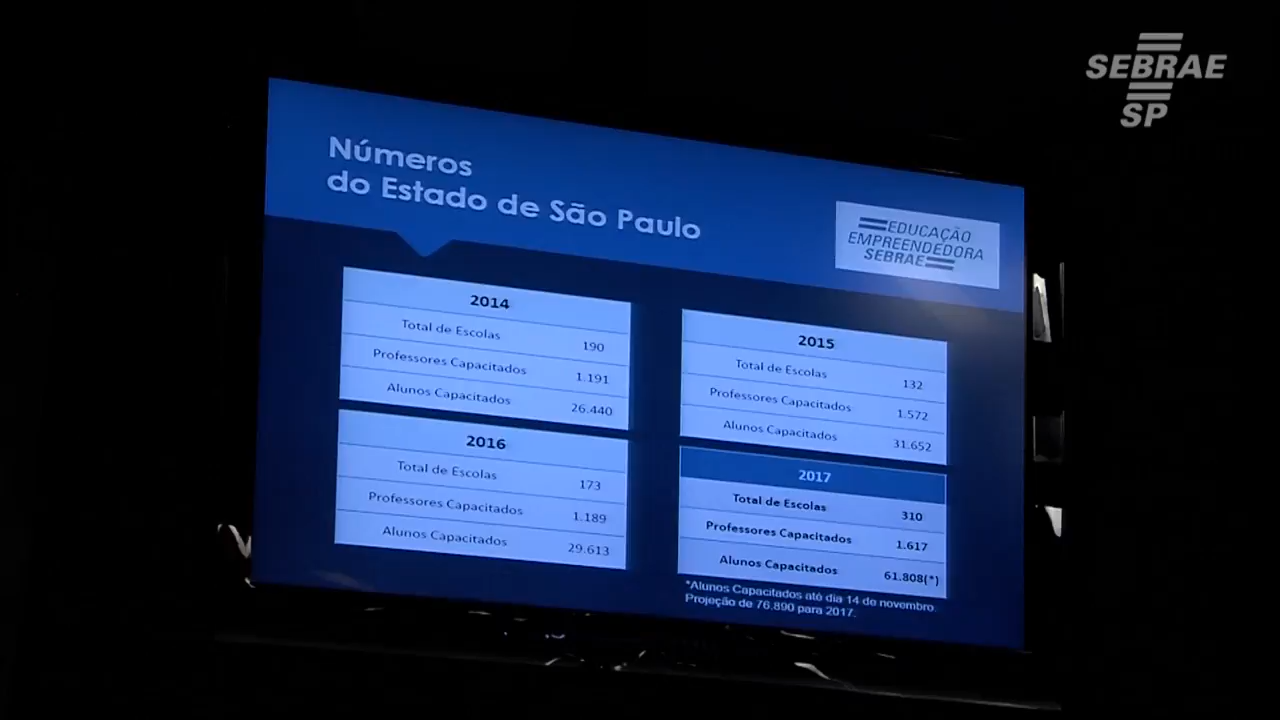 SEBRAE
SP
Números
do Estado de São Paulo
EDUCAÇÃO
EMPREENDEDORA
SEBRAE
2014
Total de Escolas 190
Professores Capacitados 1.191
Alunos Capacitados 26.440
2015
Total de Escolas 132
Professores Capacitados 1.572
Alunos Capacitados 31.652
2016
Total de Escolas 173
Professores Capacitados 1.189
Alunos Capacitados 29.613
2017
Total de Escolas 310
Professores Capacitados 1.617
Alunos Capacitados 61.808(*)
*Alunos Capacitados até dia 14 de novembro.
Projeção de 76.890 para 2017.